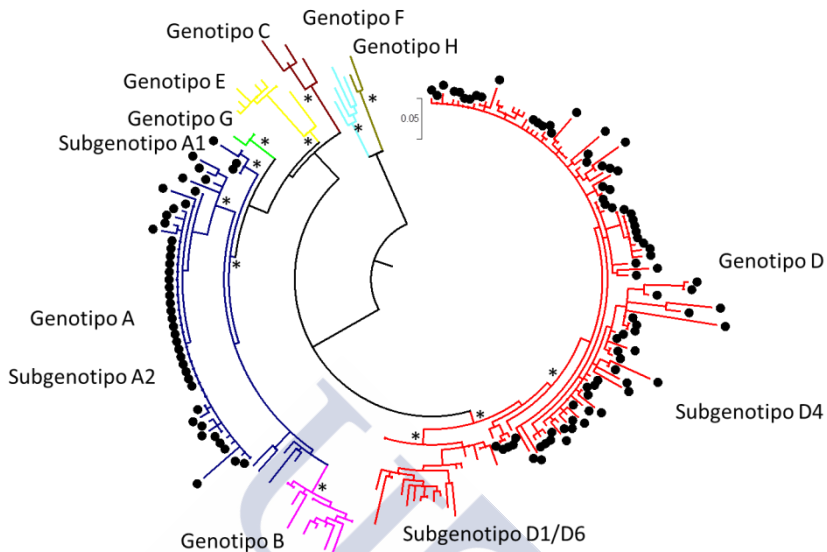 Genotipo F
Genotipo C
Genotipo H
Genotipo E
0.05
Genotipo G
Subgenotipo A1
Genotipo D
Genotipo A
Subgenotipo A2
Subgenotipo D4
Subgenotipo D1/D6
Genotipo B
*
*
*
*
*
*
*
*
*
*
*
*